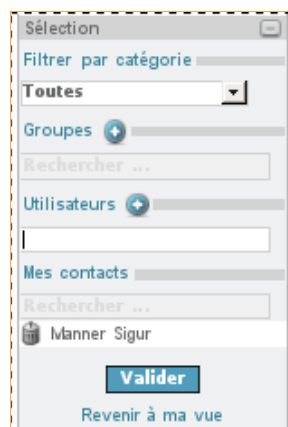 Sélection
Filtrer par catégorie
Toutes
Groupes
Rechercher ...
Utilisateurs
Mes contacts
Rechercher ...
Manner Sigur
Valider
Revenir à ma vue